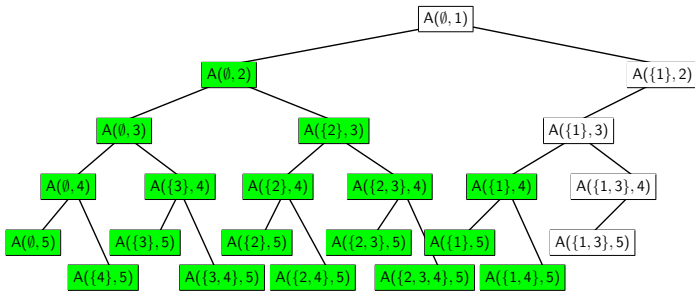 A(∅, 1)
A(∅, 2)
A({1}, 2)
A(∅, 3)
A({2}, 3)
A({1}, 3)
A(∅, 4)
A({3}, 4)
A({2}, 4)
A({2, 3}, 4)
A({1}, 4)
A({1, 3}, 4)
A(∅, 5)
A({3}, 5)
A({2}, 5)
A({2, 3}, 5)
A({1}, 5)
A({1, 3}, 5)
A({4}, 5)
A({3, 4}, 5)
A({2, 4}, 5)
A({2, 3, 4}, 5)
A({1, 4}, 5)